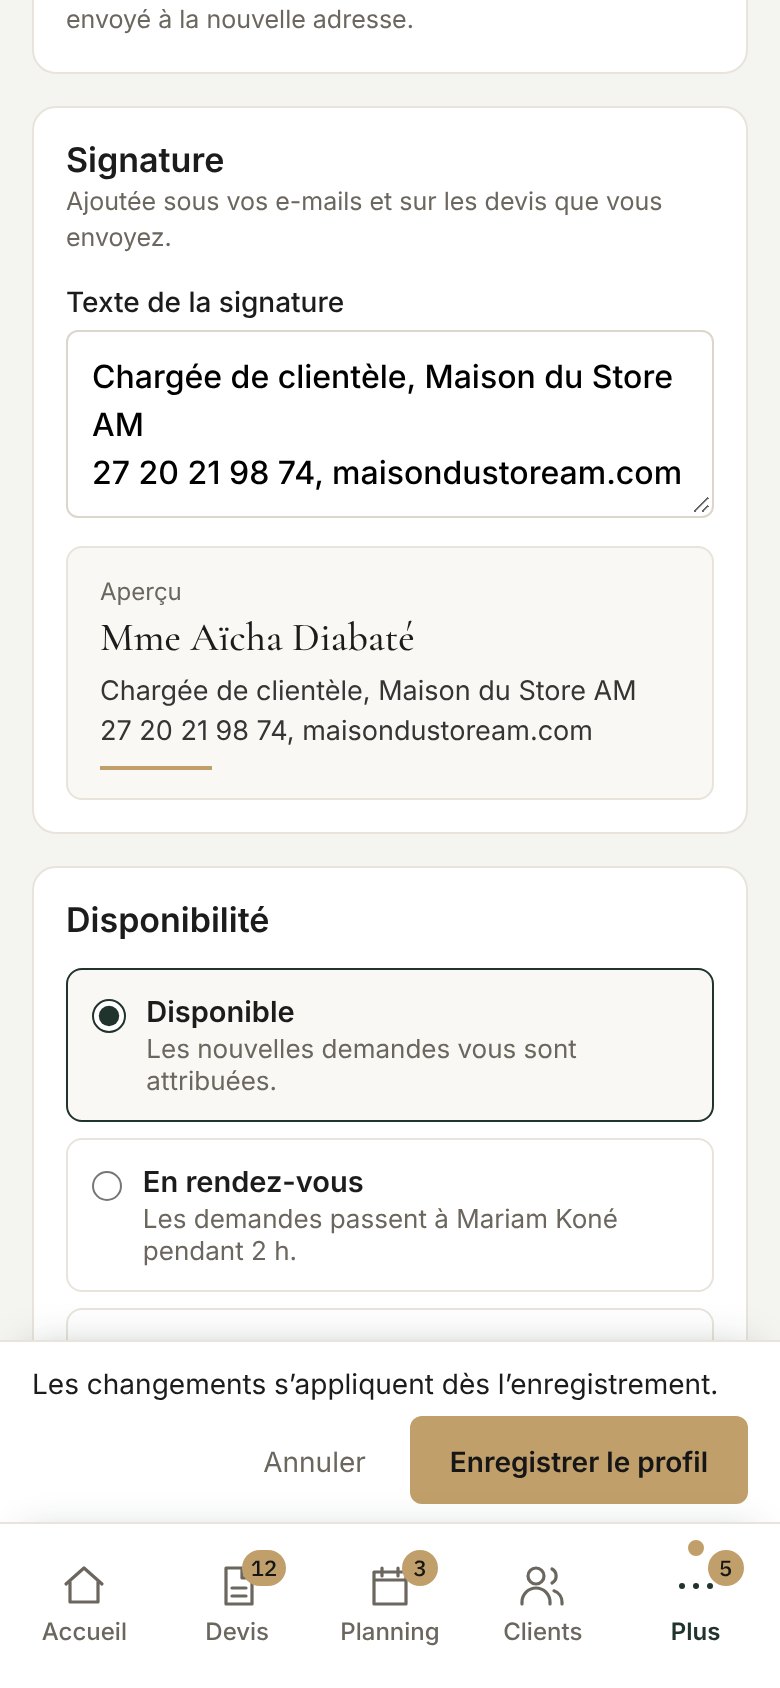 envoyé à la nouvelle adresse.
Signature
Ajoutée sous vos e-mails et sur les devis que vous
envoyez.
Texte de la signature
Chargée de clientèle, Maison du Store
AM
27 20 21 98 74, maisondustoream.com
Aperçu
Mme Aïcha Diabaté
Chargée de clientèle, Maison du Store AM
27 20 21 98 74, maisondustoream.com
Disponibilité
Disponible
Les nouvelles demandes vous sont
attribuées.
En rendez-vous
Les demandes passent à Mariam Koné
pendant 2 h.
Les changements s’appliquent dès l’enregistrement.
Annuler
Enregistrer le profil
12
3
5
Accueil
Devis
Planning
Clients
Plus